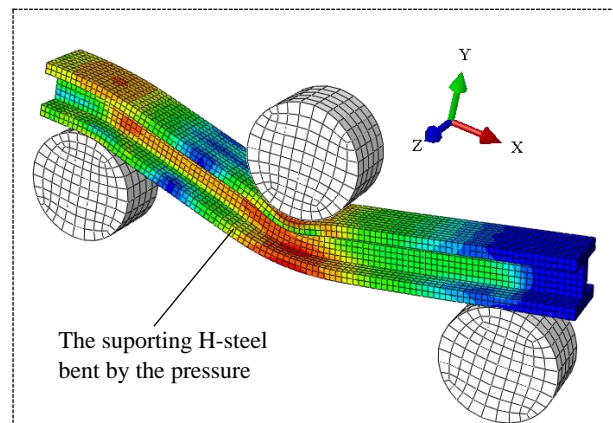 Y
Z
X
The suporting H-steel
bent by the pressure